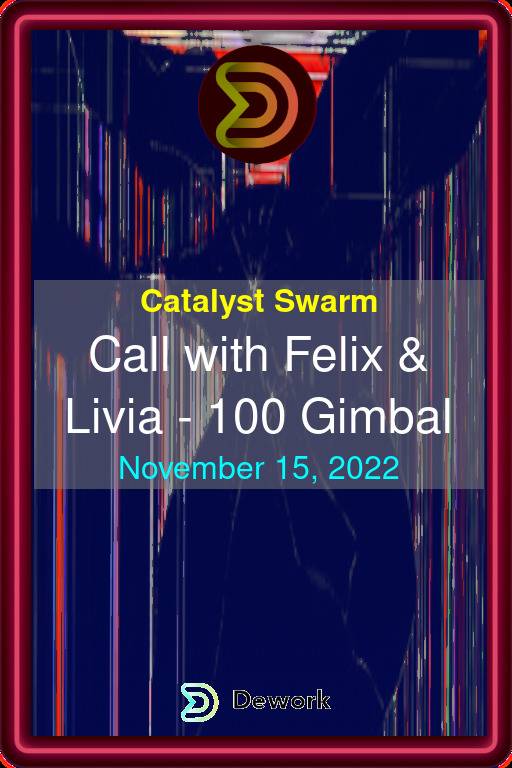 Catalyst Swarm
Call with Felix &
Livia - 100 Gimbal
November 15, 2022
Dework